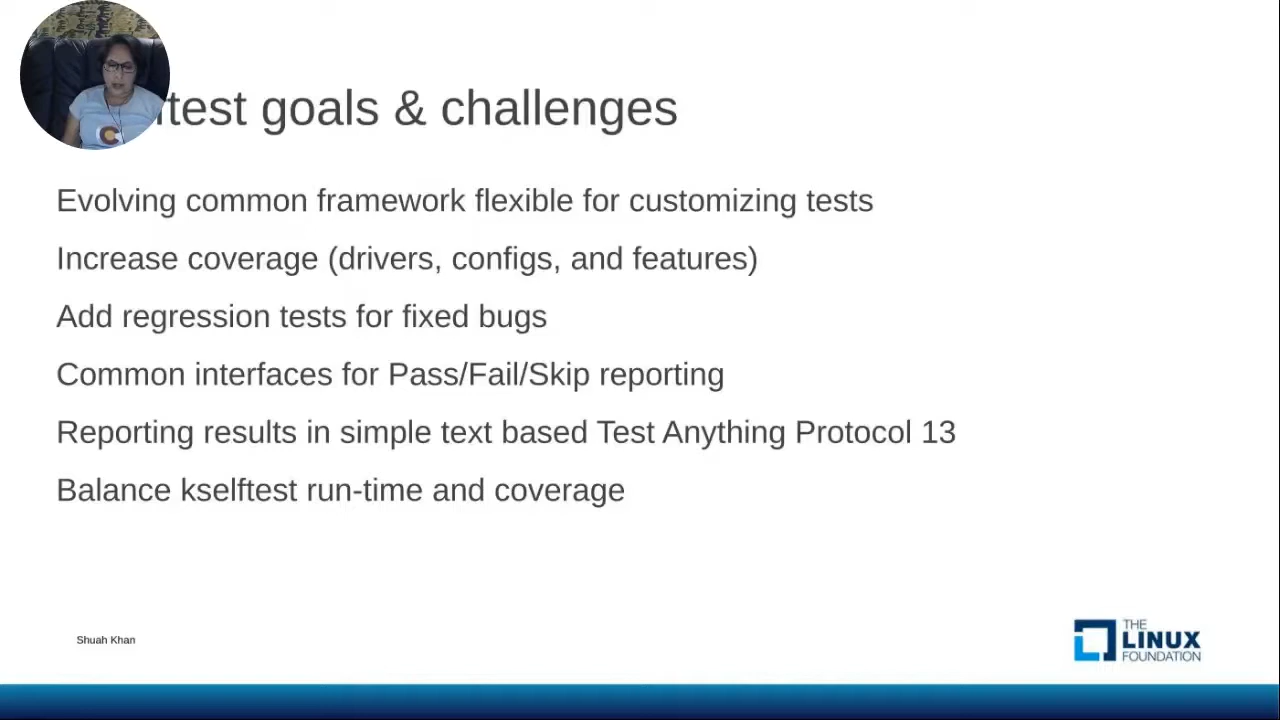 test goals & challenges
Evolving common framework flexible for customizing tests
Increase coverage (drivers, configs, and features)
Add regression tests for fixed bugs
Common interfaces for Pass/Fail/Skip reporting
Reporting results in simple text based Test Anything Protocol 13
Balance kselftest run-time and coverage
Shuah Khan
THE
LINUX
FOUNDATION